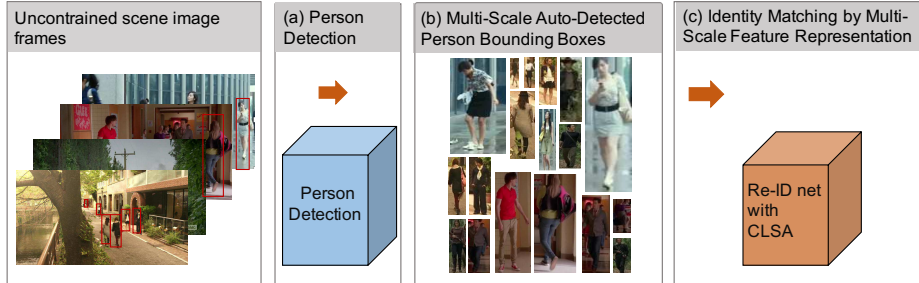 Uncontrained scene image
frames
(a) Person
Detection
Person
Detection
(b) Multi-Scale Auto-Detected
Person Bounding Boxes
(c) Identity Matching by Multi-
Scale Feature Representation
Re-ID net
with
CLSA